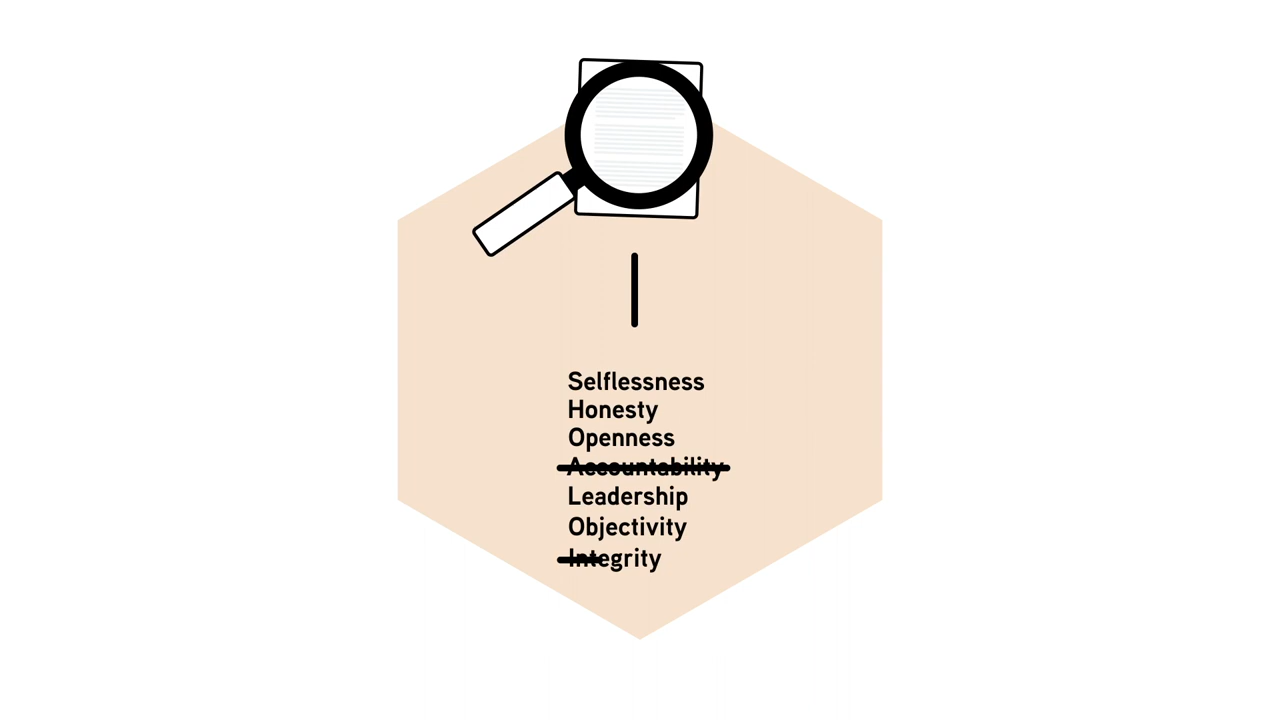 Selflessness
Honesty
Openness
Accountability
Leadership
Objectivity
Integrity